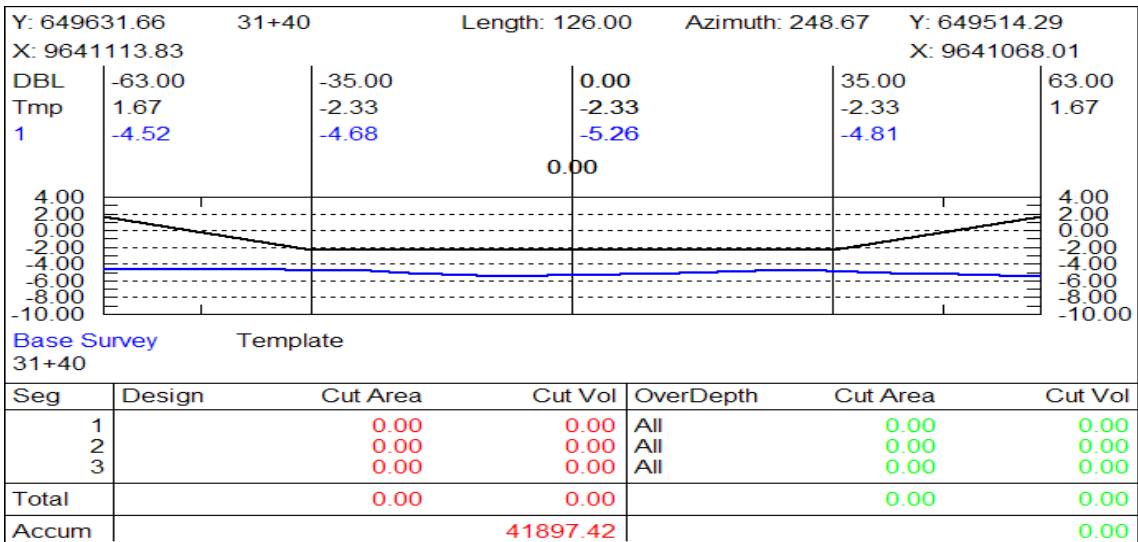 Y: 649631.66 31+40 Length: 126.00 Azimuth: 248.67 Y: 649514.29
X: 9641113.83 X: 9641068.01
DBL -63.00 -35.00 0.00 35.00 63.00
Tmp 1.67 -2.33 -2.33 -2.33 1.67
1 -4.52 -4.68 -5.26 -4.81
0.00
4.00 4.00
2.00 2.00
0.00 0.00
-2.00 -2.00
-4.00 -4.00
-6.00 -6.00
-8.00 -8.00
-10.00 -10.00
Base Survey Template
31+40
Seg Design Cut Area Cut Vol OverDepth Cut Area Cut Vol
1 0.00 0.00 All 0.00 0.00
2 0.00 0.00 All 0.00 0.00
3 0.00 0.00 All 0.00 0.00
Total 0.00 0.00 0.00 0.00
Accum 41897.42 0.00